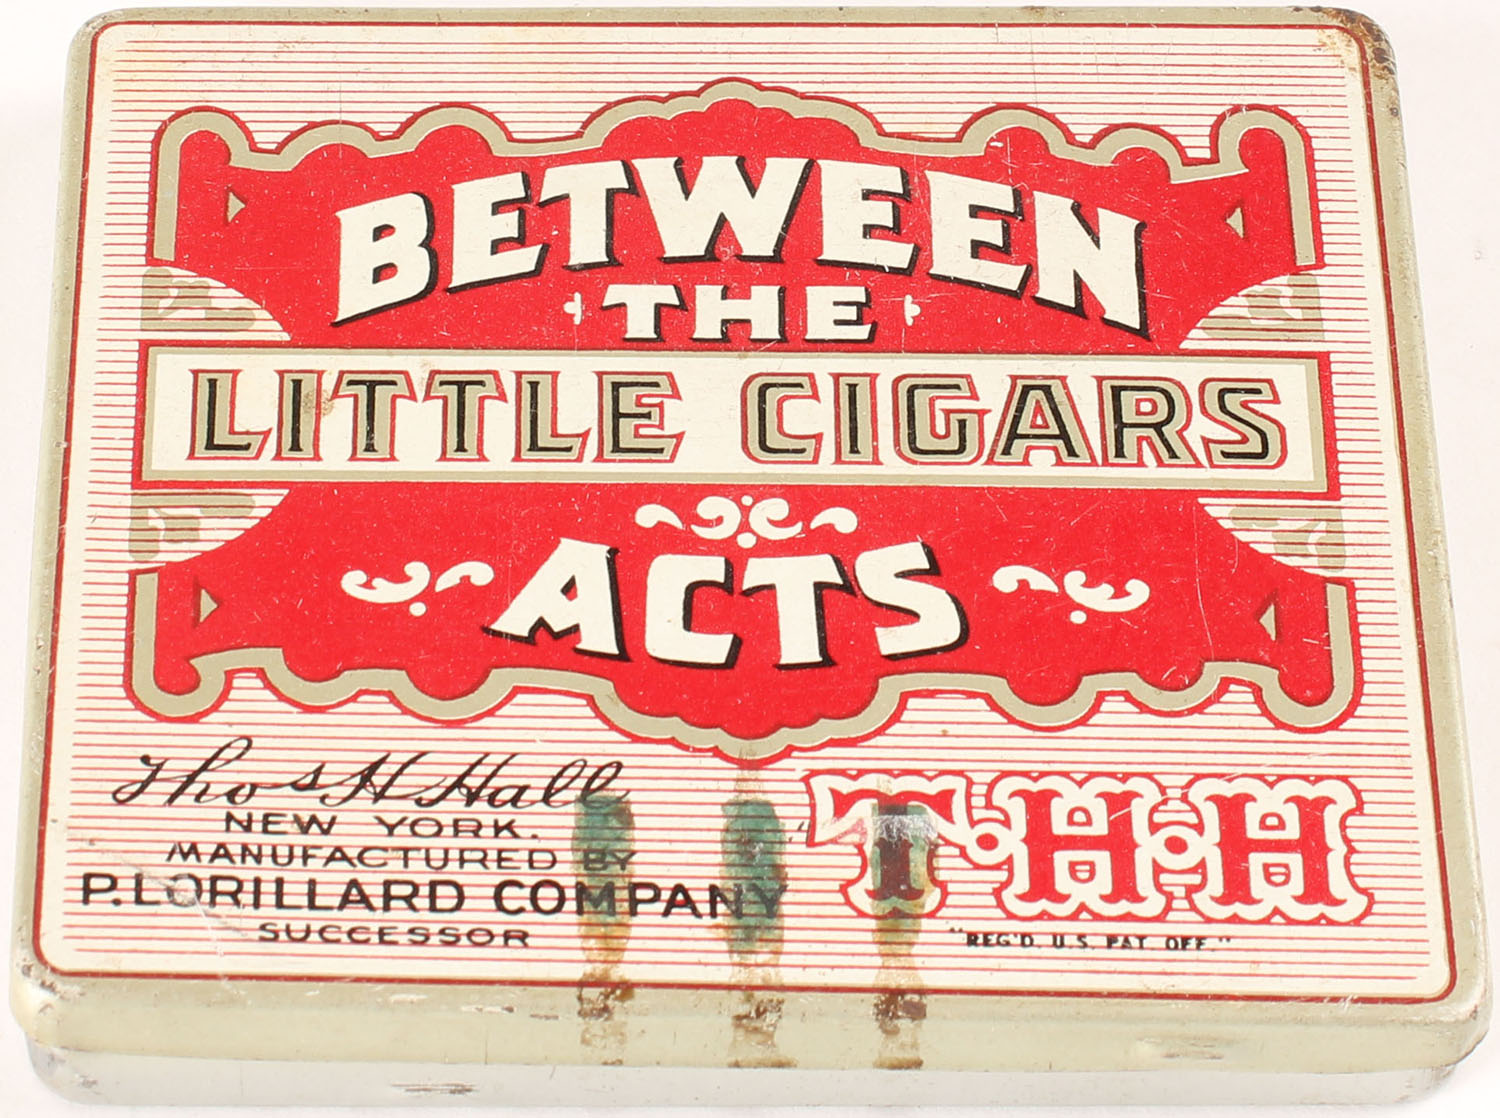 BETWEEN
THE
LITTLE CIGARS
ACTS
Thos H Hall
NEW YORK.
MANUFACTURED BY
P. LORILLARD COMPANY
SUCCESSOR
"T·H·H
"REG'D. U.S. PAT. OFF."